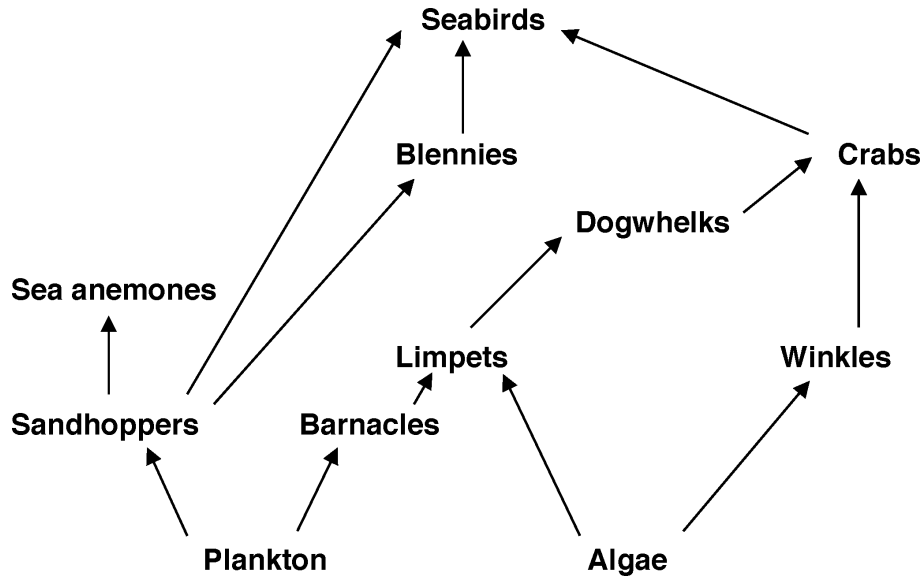 Seabirds
Blennies
Crabs
Dogwhelks
Sea anemones
Limpets
Winkles
Sandhoppers
Barnacles
Plankton
Algae